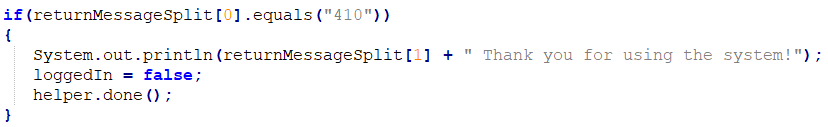 if(returnMessageSplit[0].equals("410"))
{
    System.out.println(returnMessageSplit[1] + " Thank you for using the system!");
    loggedIn = false;
    helper.done();
}